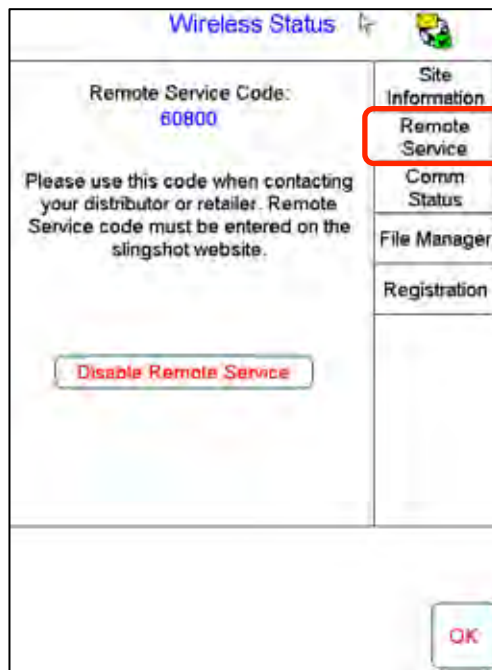 Wireless Status
Remote Service Code:
60800
Please use this code when contacting
your distributor or retailer. Remote
Service code must be entered on the
slingshot website.
Disable Remote Service
Site
Information
Remote
Service
Comm
Status
File Manager
Registration
OK